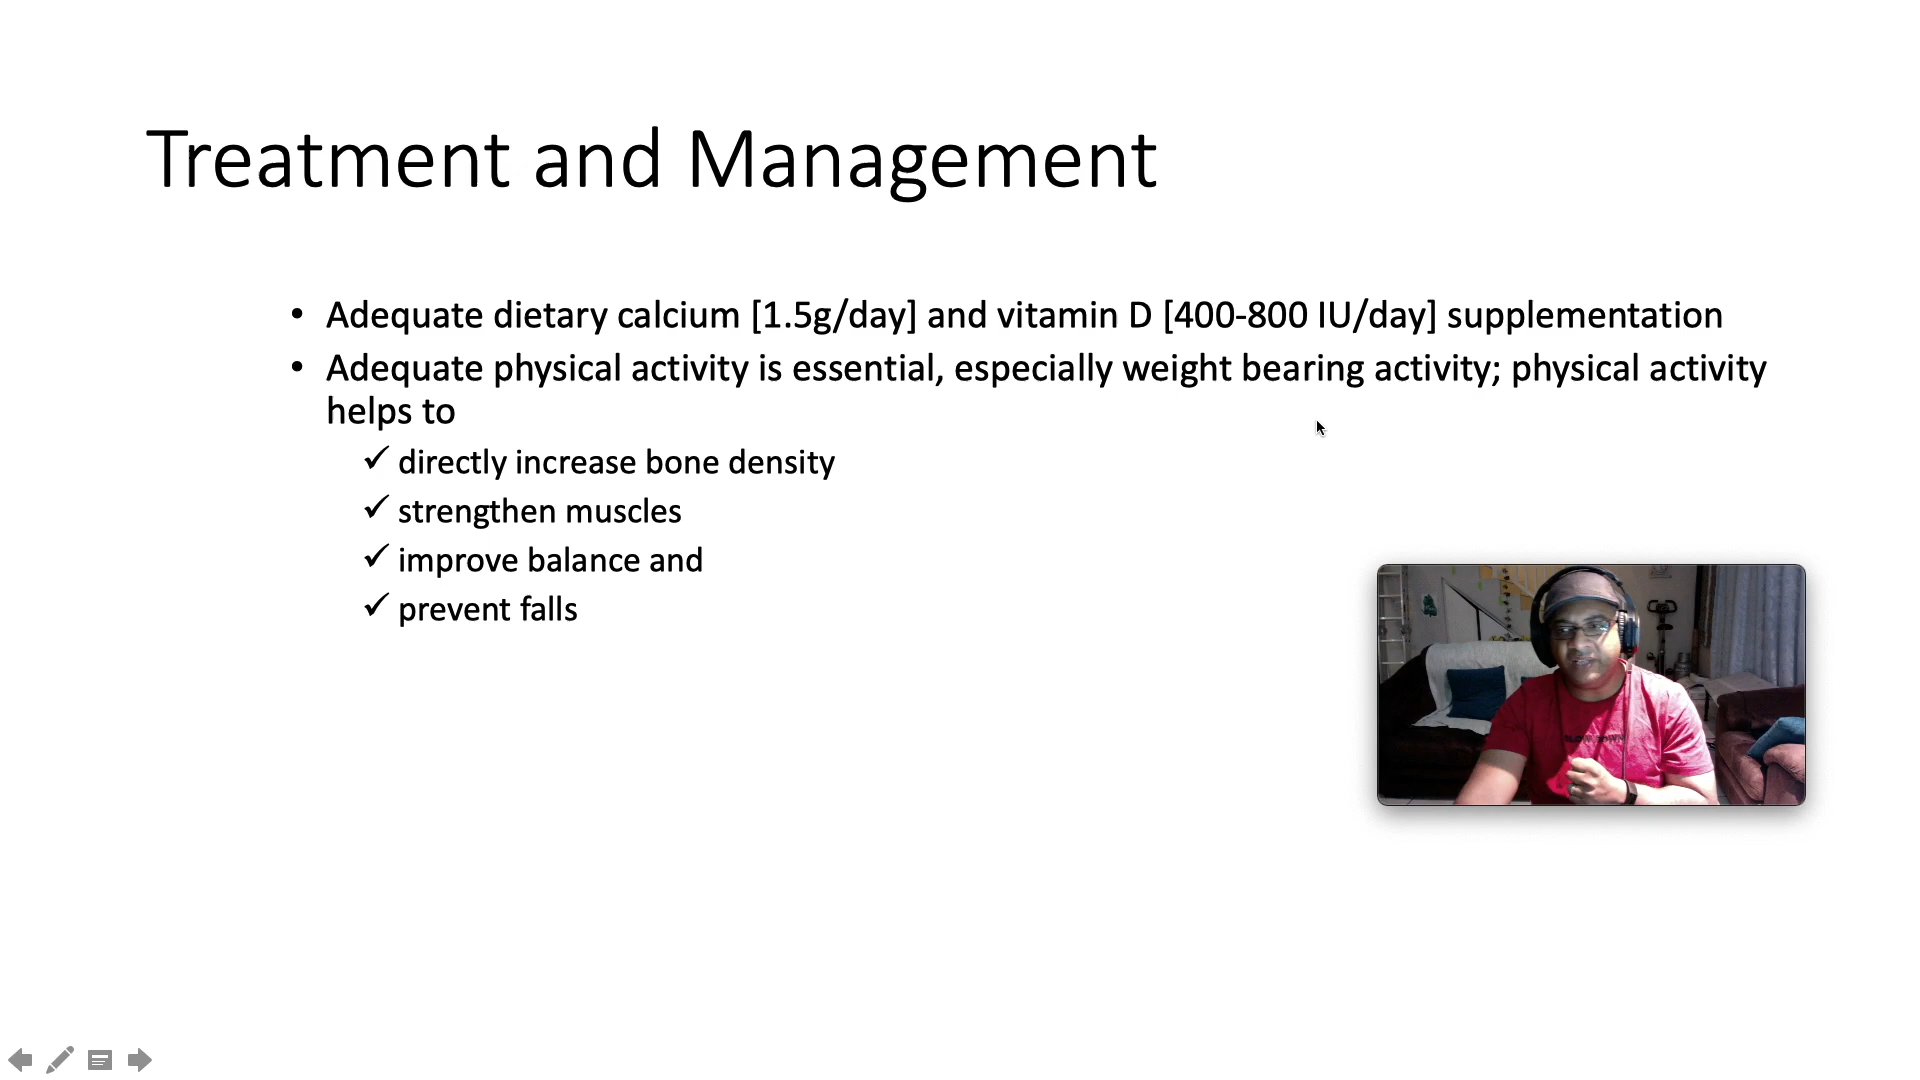 Treatment and Management
• Adequate dietary calcium [1.5g/day] and vitamin D [400-800 IU/day] supplementation
• Adequate physical activity is essential, especially weight bearing activity; physical activity
helps to
✓ directly increase bone density
✓ strengthen muscles
✓ improve balance and
✓ prevent falls
SLOW DOWN